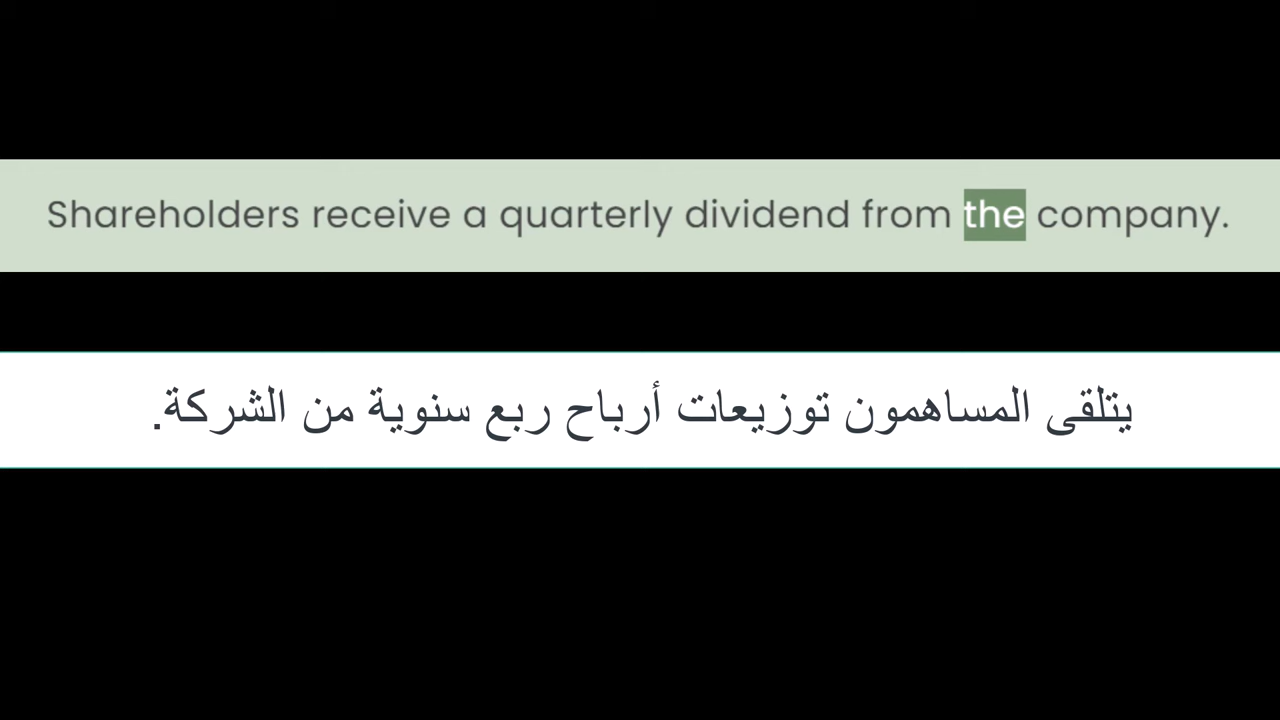 Shareholders receive a quarterly dividend from the company.
يتلقى المساهمون توزيعات أرباح ربع سنوية من الشركة.